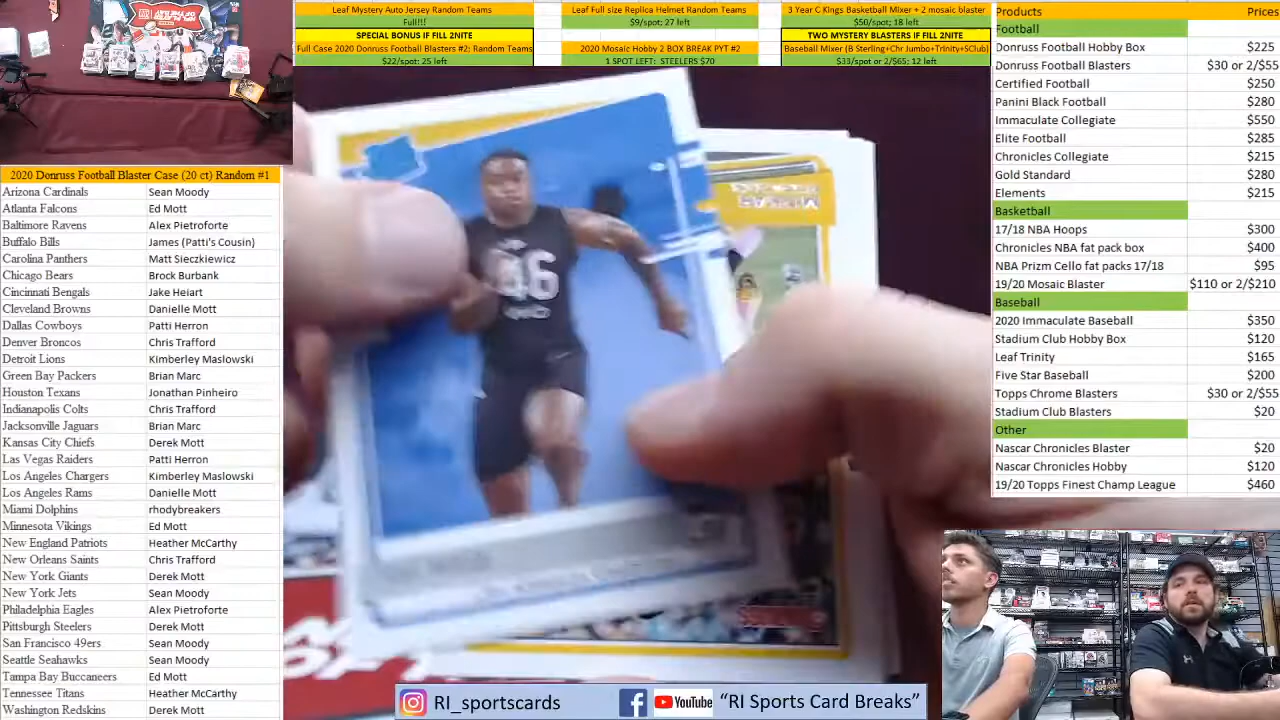 Leaf Mystery Auto Jersey Random Teams
Full!!!
SPECIAL BONUS IF FILL 2NITE
Full Case 2020 Donruss Football Blasters #2; Random Teams
$22/spot: 25 left
Leaf Full size Replica Helmet Random Teams
$9/spot; 27 left
2020 Mosaic Hobby 2 BOX BREAK PYT #2
1 SPOT LEFT: STEELERS $70
3 Year C Kings Basketball Mixer + 2 mosaic blaster
$50/spot; 18 left
TWO MYSTERY BLASTERS IF FILL 2NITE
Baseball Mixer (B Sterling+Chr Jumbo+Trinity+SClub)
$33/spot or 2/$65; 12 left
Products Prices
Football
Donruss Football Hobby Box $225
Donruss Football Blasters $30 or 2/$55
Certified Football $250
Panini Black Football $280
Immaculate Collegiate $550
Elite Football $285
Chronicles Collegiate $215
Gold Standard $280
Elements $215
Basketball
17/18 NBA Hoops $300
Chronicles NBA fat pack box $400
NBA Prizm Cello fat packs 17/18 $95
19/20 Mosaic Blaster $110 or 2/$210
Baseball
2020 Immaculate Baseball $350
Stadium Club Hobby Box $120
Leaf Trinity $165
Five Star Baseball $200
Topps Chrome Blasters $30 or 2/$55
Stadium Club Blasters $20
Other
Nascar Chronicles Blaster $20
Nascar Chronicles Hobby $120
19/20 Topps Finest Champ League $460
2020 Donruss Football Blaster Case (20 ct) Random #1
Arizona Cardinals Sean Moody
Atlanta Falcons Ed Mott
Baltimore Ravens Alex Pietroforte
Buffalo Bills James (Patti's Cousin)
Carolina Panthers Matt Sieczkiewicz
Chicago Bears Brock Burbank
Cincinnati Bengals Jake Heiart
Cleveland Browns Danielle Mott
Dallas Cowboys Patti Herron
Denver Broncos Chris Trafford
Detroit Lions Kimberley Maslowski
Green Bay Packers Brian Marc
Houston Texans Jonathan Pinheiro
Indianapolis Colts Chris Trafford
Jacksonville Jaguars Brian Marc
Kansas City Chiefs Derek Mott
Las Vegas Raiders Patti Herron
Los Angeles Chargers Kimberley Maslowski
Los Angeles Rams Danielle Mott
Miami Dolphins rhodybreakers
Minnesota Vikings Ed Mott
New England Patriots Heather McCarthy
New Orleans Saints Chris Trafford
New York Giants Derek Mott
New York Jets Sean Moody
Philadelphia Eagles Alex Pietroforte
Pittsburgh Steelers Derek Mott
San Francisco 49ers Sean Moody
Seattle Seahawks Sean Moody
Tampa Bay Buccaneers Ed Mott
Tennessee Titans Heather McCarthy
Washington Redskins Derek Mott
RI_sportscards
YouTube "RI Sports Card Breaks"